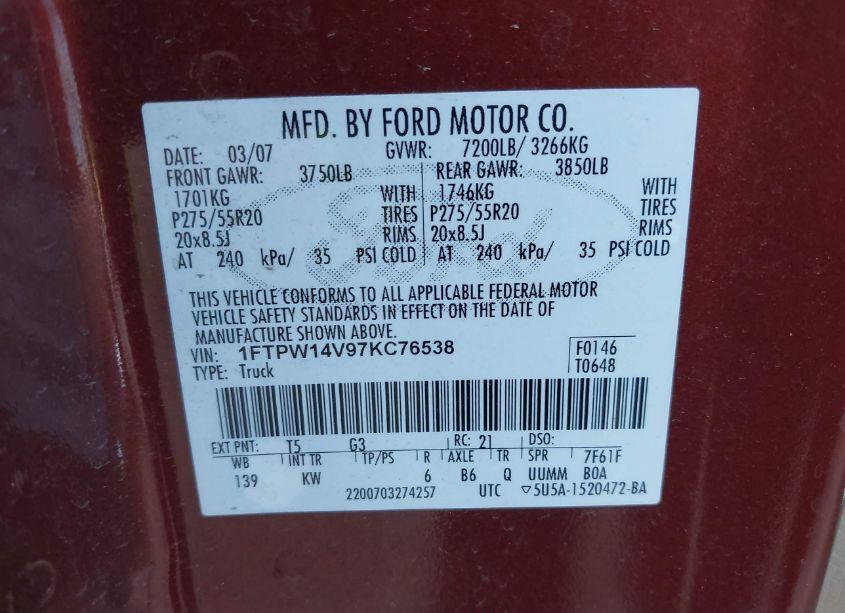 MFD. BY FORD MOTOR CO.
DATE: 03/07 GVWR: 7200LB/ 3266KG
FRONT GAWR: 3750LB REAR GAWR: 3850LB
1701KG WITH 1746KG WITH
P275/55R20 TIRES P275/55R20 TIRES
20x8.5J RIMS 20x8.5J RIMS
AT 240 kPa/ 35 PSI COLD AT 240 kPa/ 35 PSI COLD
Ford
THIS VEHICLE CONFORMS TO ALL APPLICABLE FEDERAL MOTOR
VEHICLE SAFETY STANDARDS IN EFFECT ON THE DATE OF
MANUFACTURE SHOWN ABOVE.
VIN: 1FTPW14V97KC76538 F0146
TYPE: Truck T0648
EXT PNT: T5 G3 RC: 21 DSO:
WB INT TR TP/PS R AXLE TR SPR 7F61F
139 KW 6 B6 Q UUMM BOA
2200703274257 UTC ▽5U5A-1520472-BA